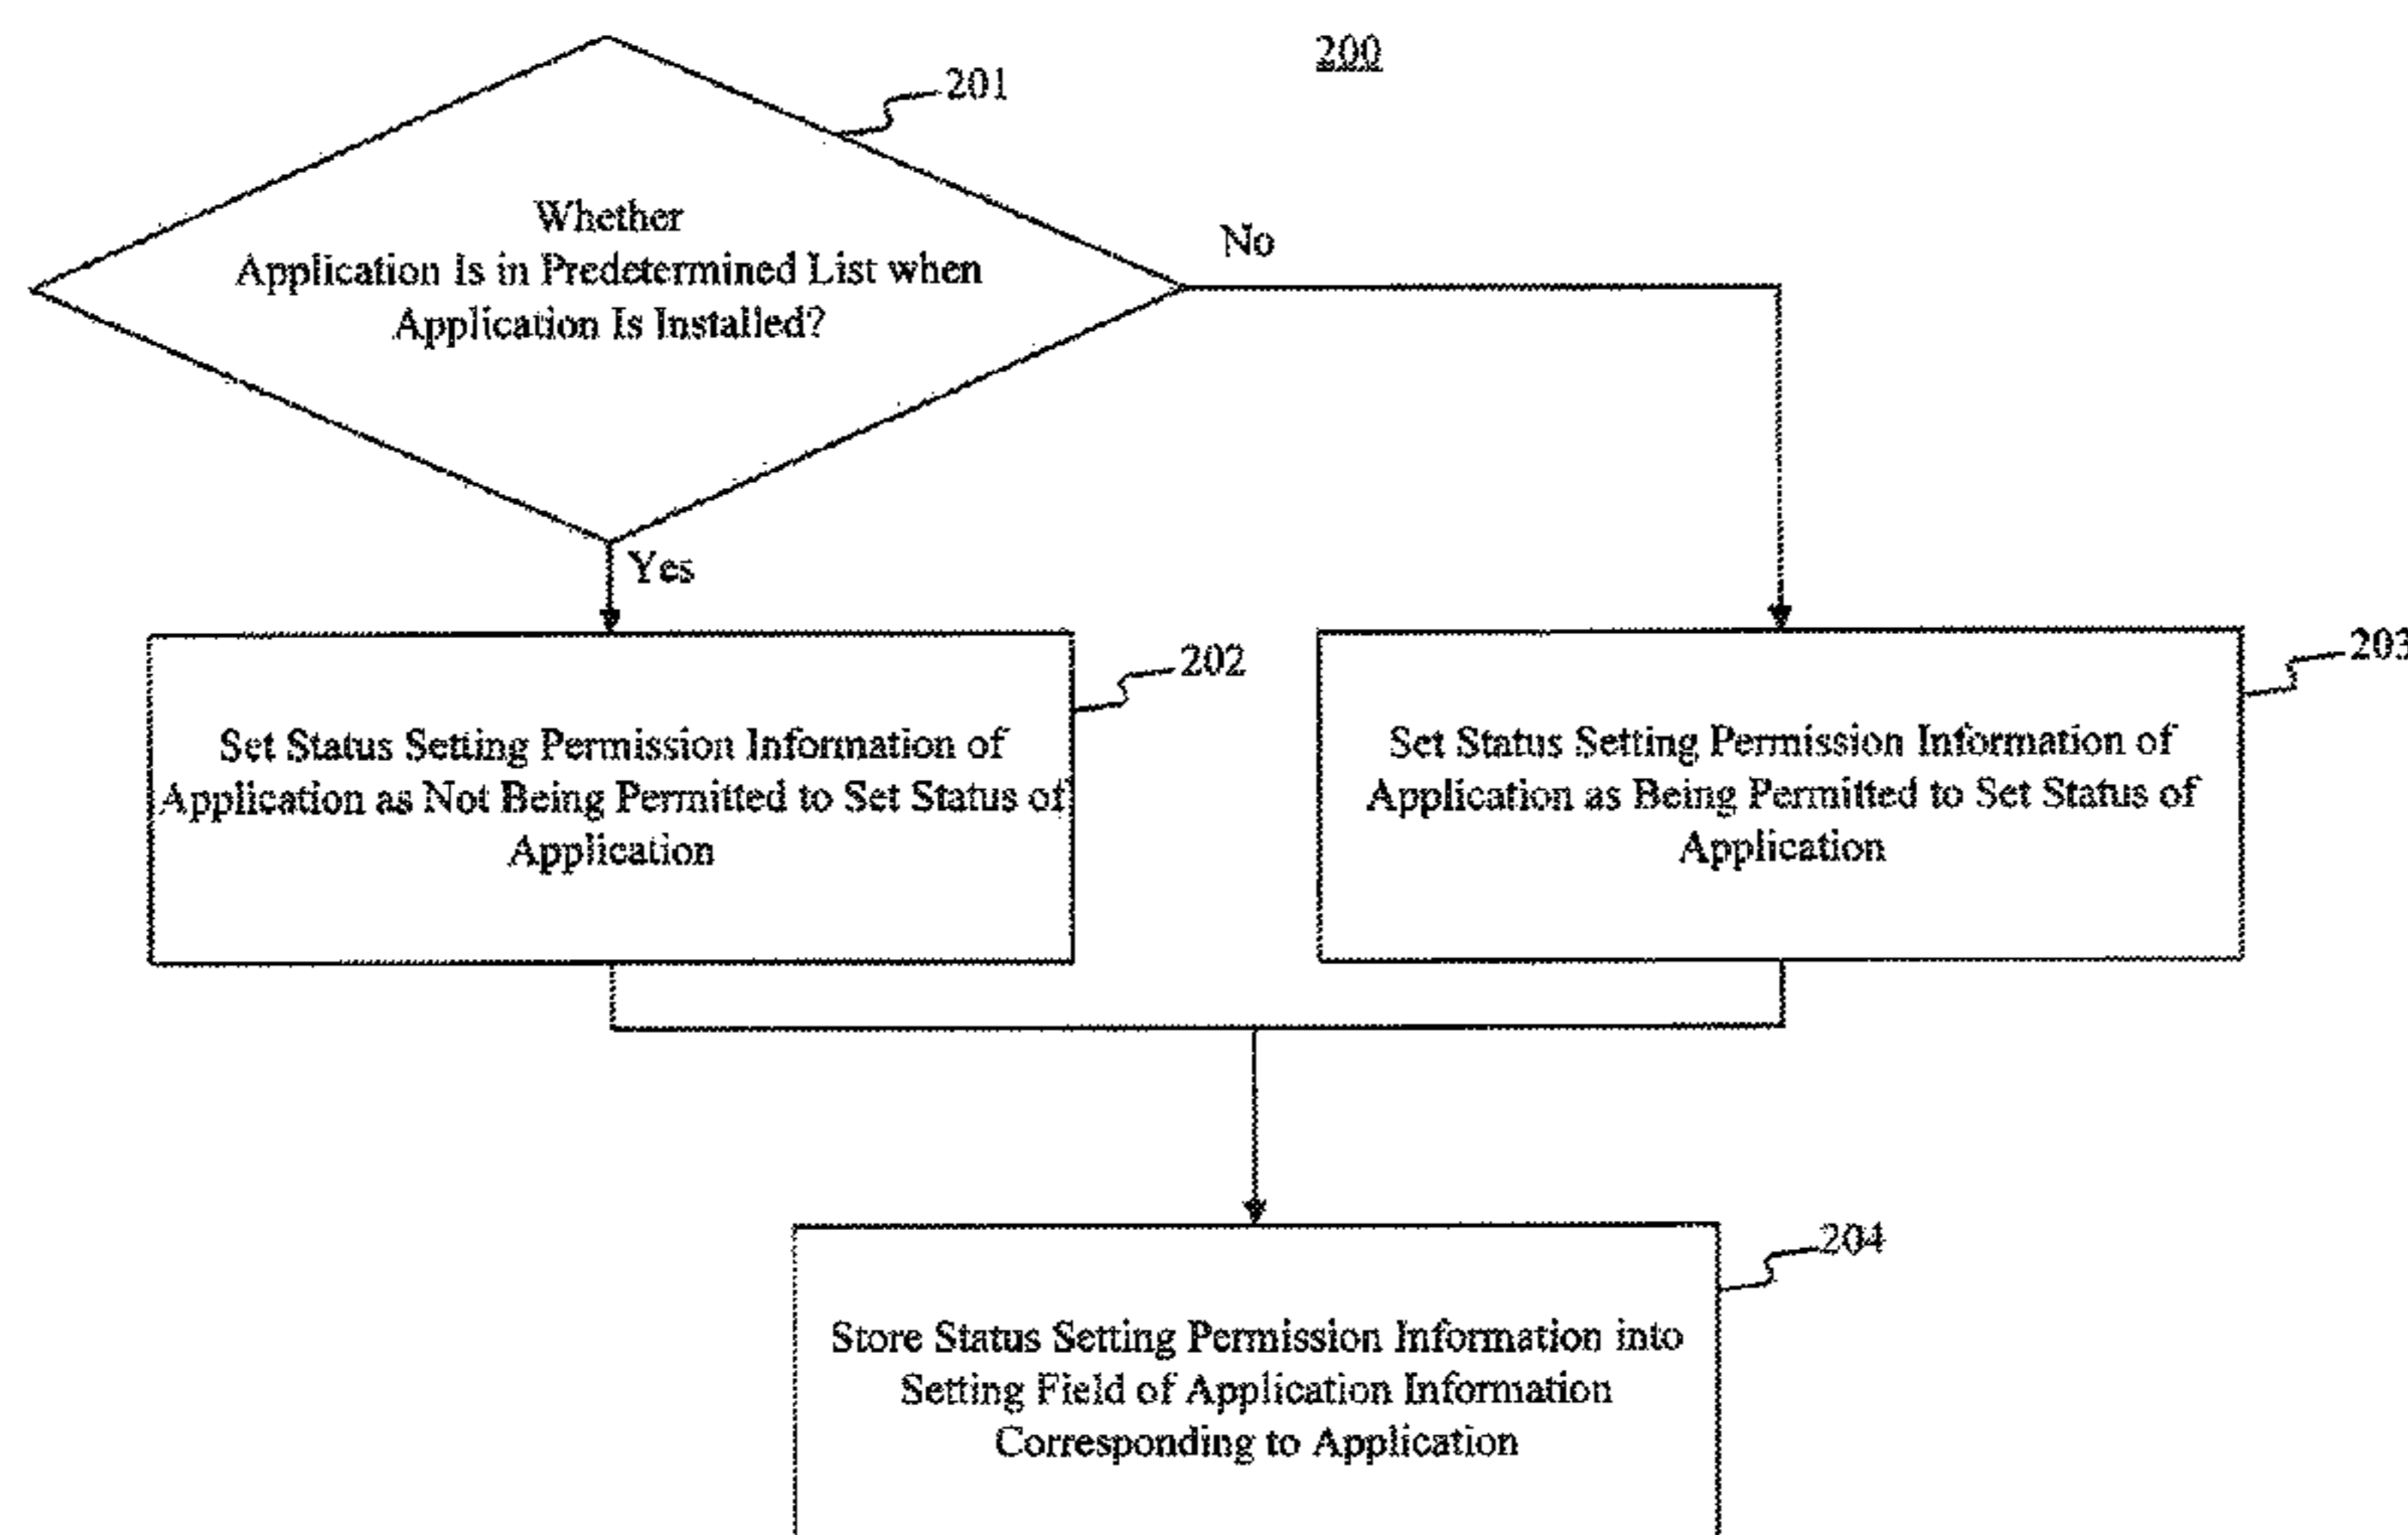 200
201
Whether
Application Is in Predetermined List when
Application Is Installed?
No
Yes
202
Set Status Setting Permission Information of
Application as Not Being Permitted to Set Status of
Application
203
Set Status Setting Permission Information of
Application as Being Permitted to Set Status of
Application
204
Store Status Setting Permission Information into
Setting Field of Application Information
Corresponding to Application